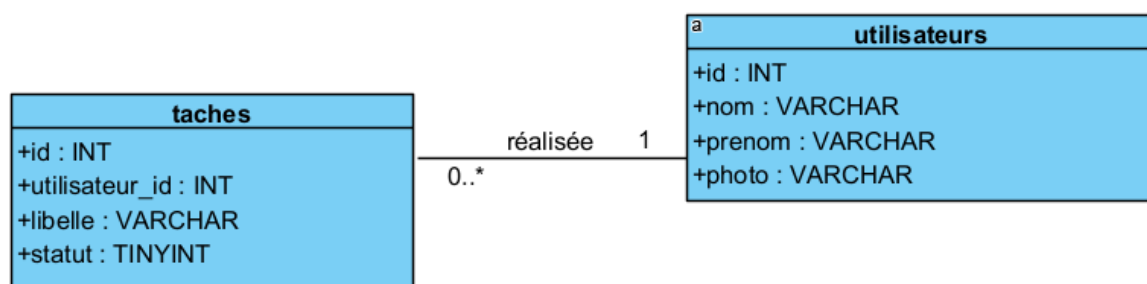 taches
+id : INT
+utilisateur_id : INT
+libelle : VARCHAR
+statut : TINYINT
réalisée
0..*
1
a
utilisateurs
+id : INT
+nom : VARCHAR
+prenom : VARCHAR
+photo : VARCHAR